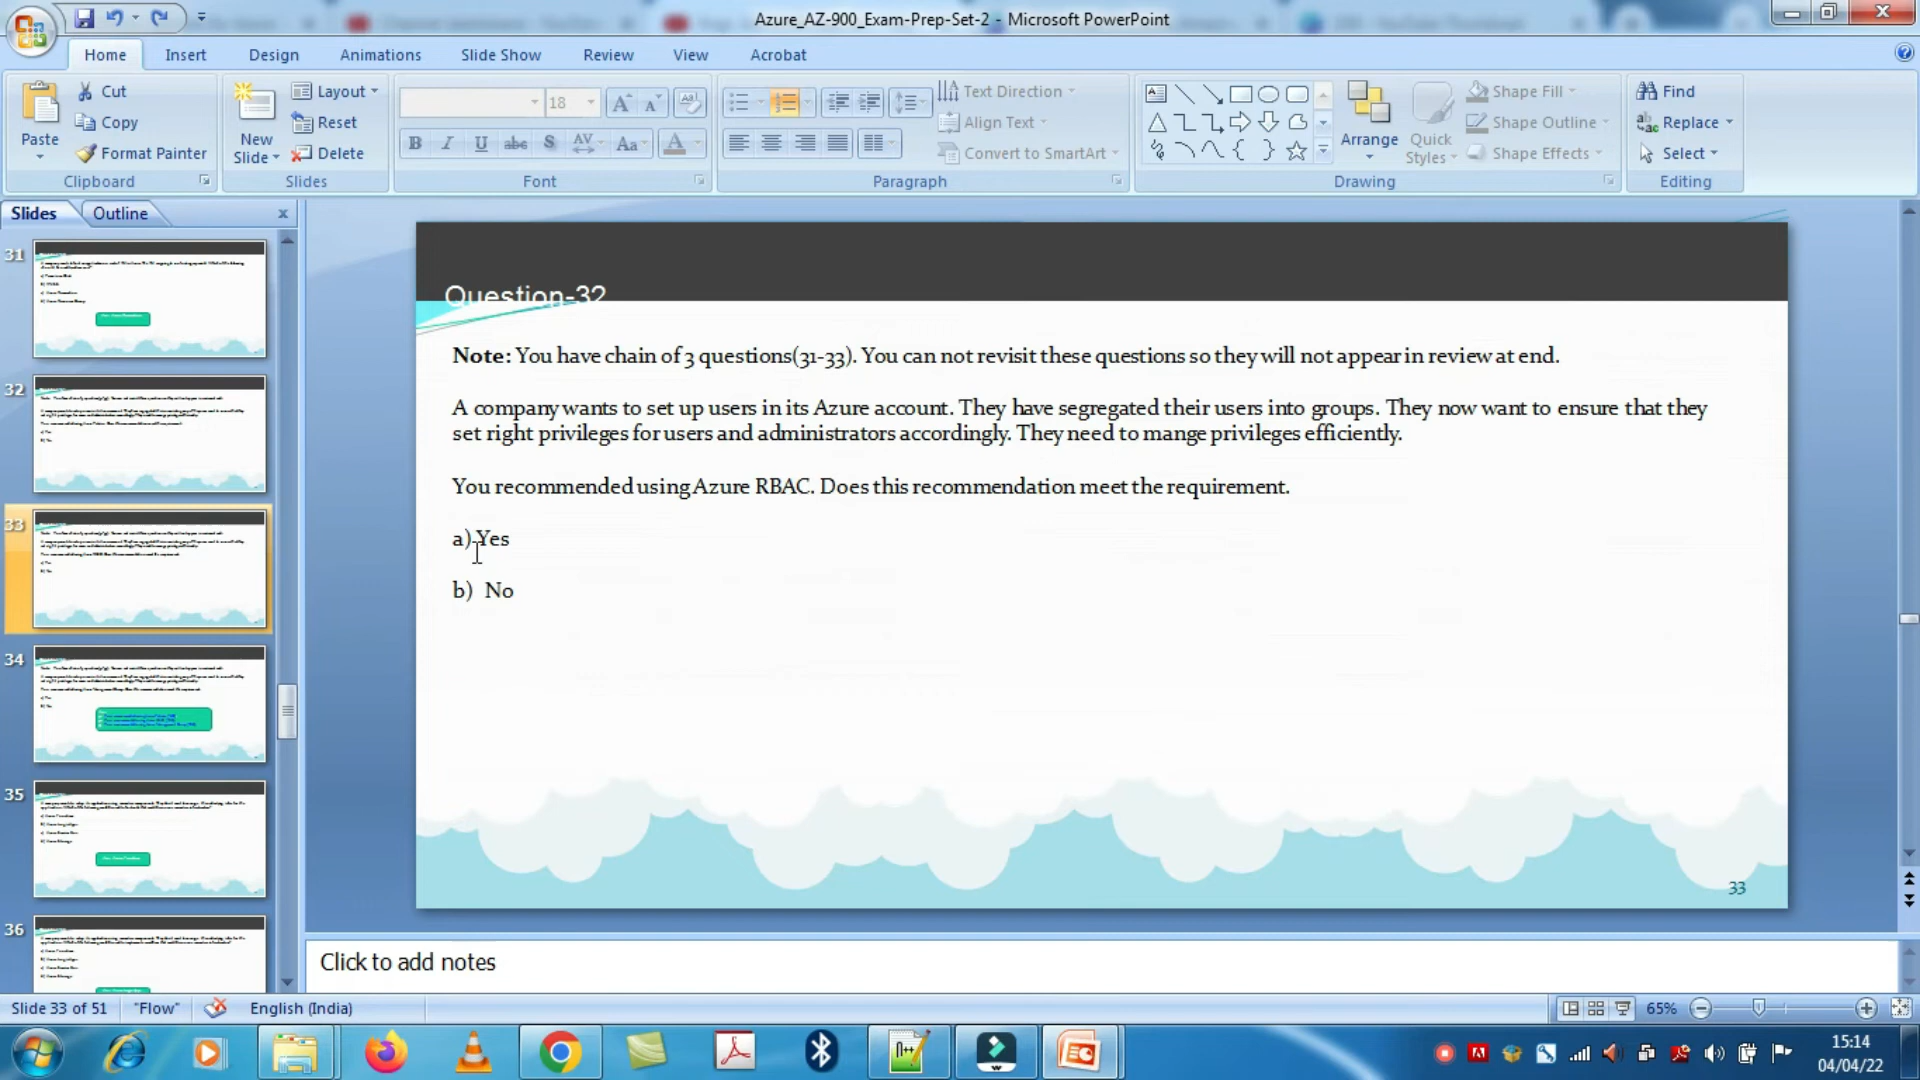 Azure_AZ-900_Exam-Prep-Set-2 - Microsoft PowerPoint
Home Insert Design Animations Slide Show Review View Acrobat
Paste
Cut
Copy
Format Painter
Clipboard
New Slide
Layout
Reset
Delete
Slides
18
Font
Text Direction
Align Text
Convert to SmartArt
Paragraph
Arrange
Quick Styles
Shape Fill
Shape Outline
Shape Effects
Drawing
Find
Replace
Select
Editing
Slides Outline
31
32
33
34
35
36
Question-32
Note: You have chain of 3 questions(31-33). You can not revisit these questions so they will not appear in review at end.
A company wants to set up users in its Azure account. They have segregated their users into groups. They now want to ensure that they
set right privileges for users and administrators accordingly. They need to mange privileges efficiently.
You recommended using Azure RBAC. Does this recommendation meet the requirement.
a) Yes
b) No
33
Click to add notes
Slide 33 of 51 "Flow" English (India) 65%
15:14
04/04/22